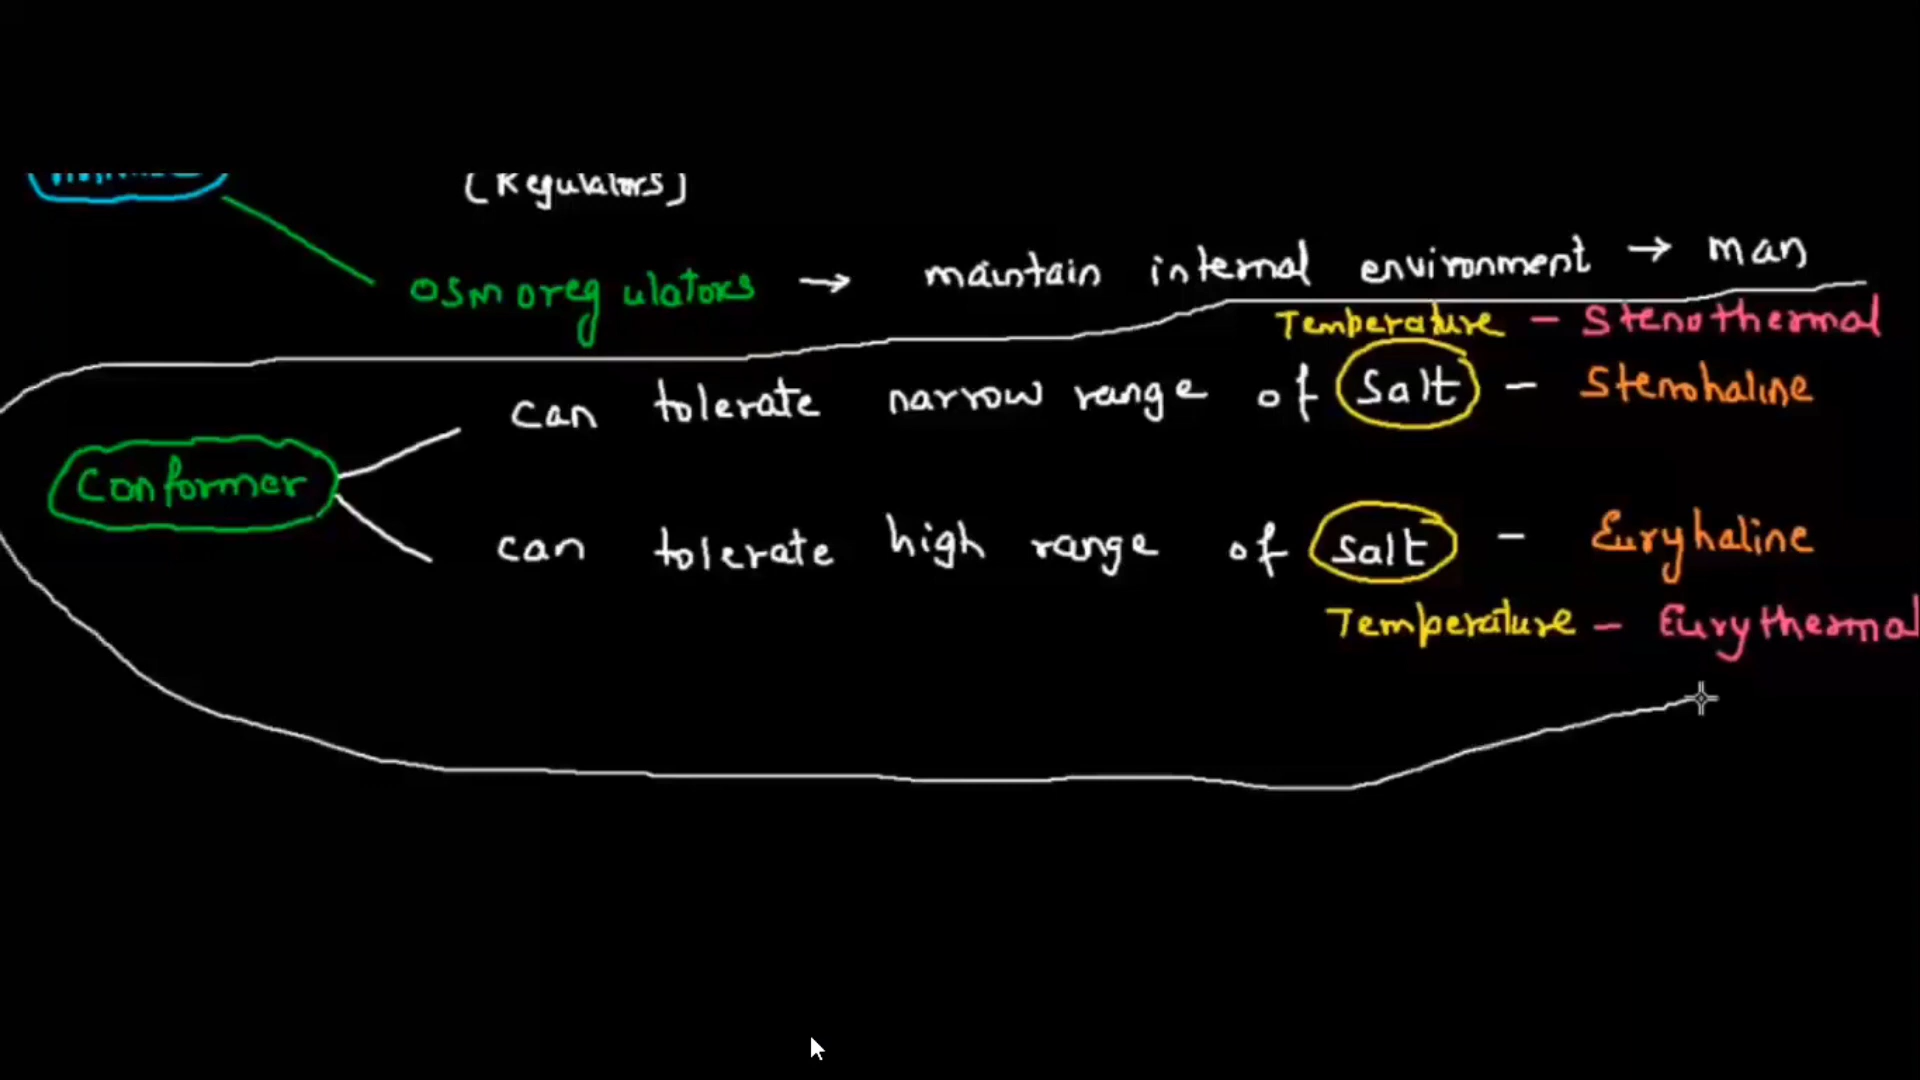 (Regulators)
osmoregulators → maintain internal environment → man
Temperature - Stenothermal
can tolerate narrow range of salt - Stenohaline
Conformer
can tolerate high range of salt - Euryhaline
Temperature - Eurythermal